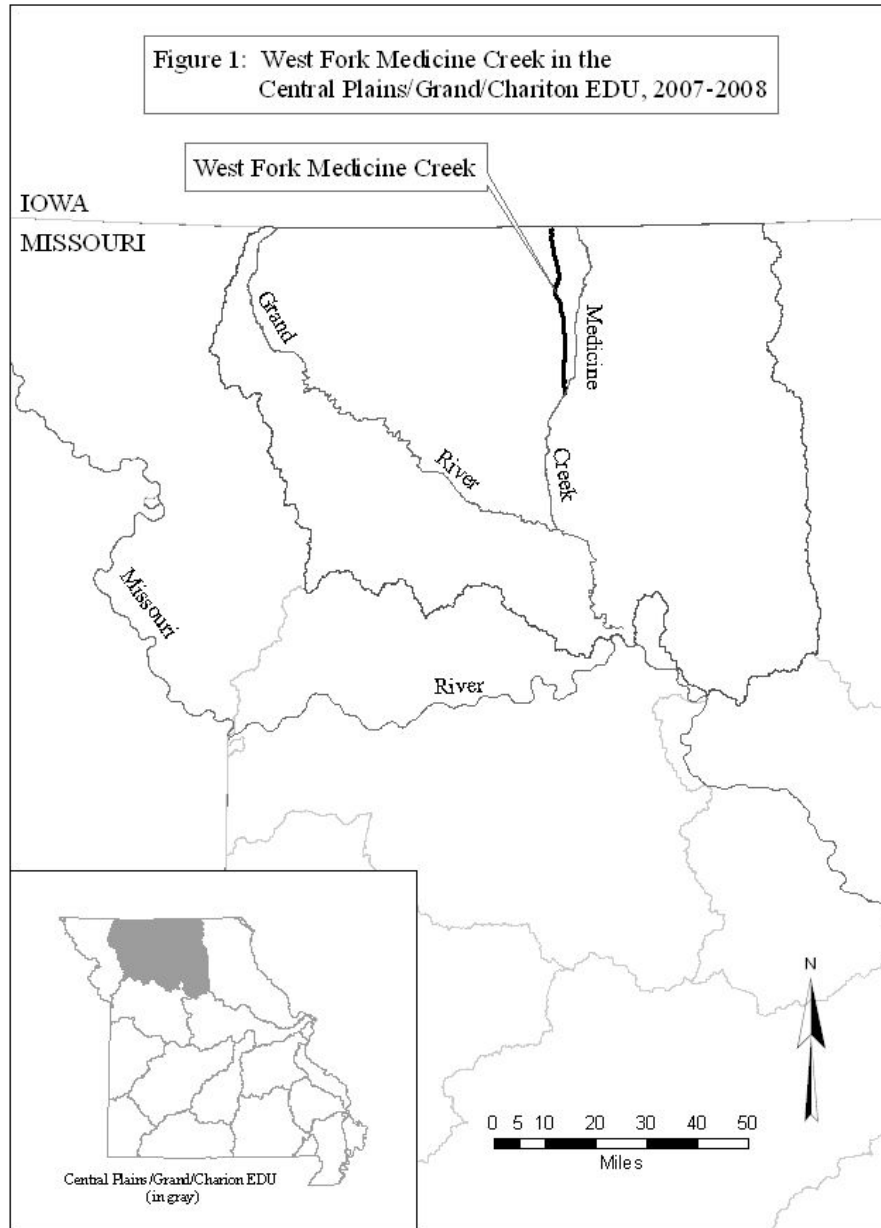 Figure 1: West Fork Medicine Creek in the
Central Plains/Grand/Chariton EDU, 2007-2008
West Fork Medicine Creek
IOWA
MISSOURI
Grand
River
Medicine
Creek
Missouri
River
N
0 5 10 20 30 40 50
Miles
Central Plains/Grand/Charion EDU
(in gray)